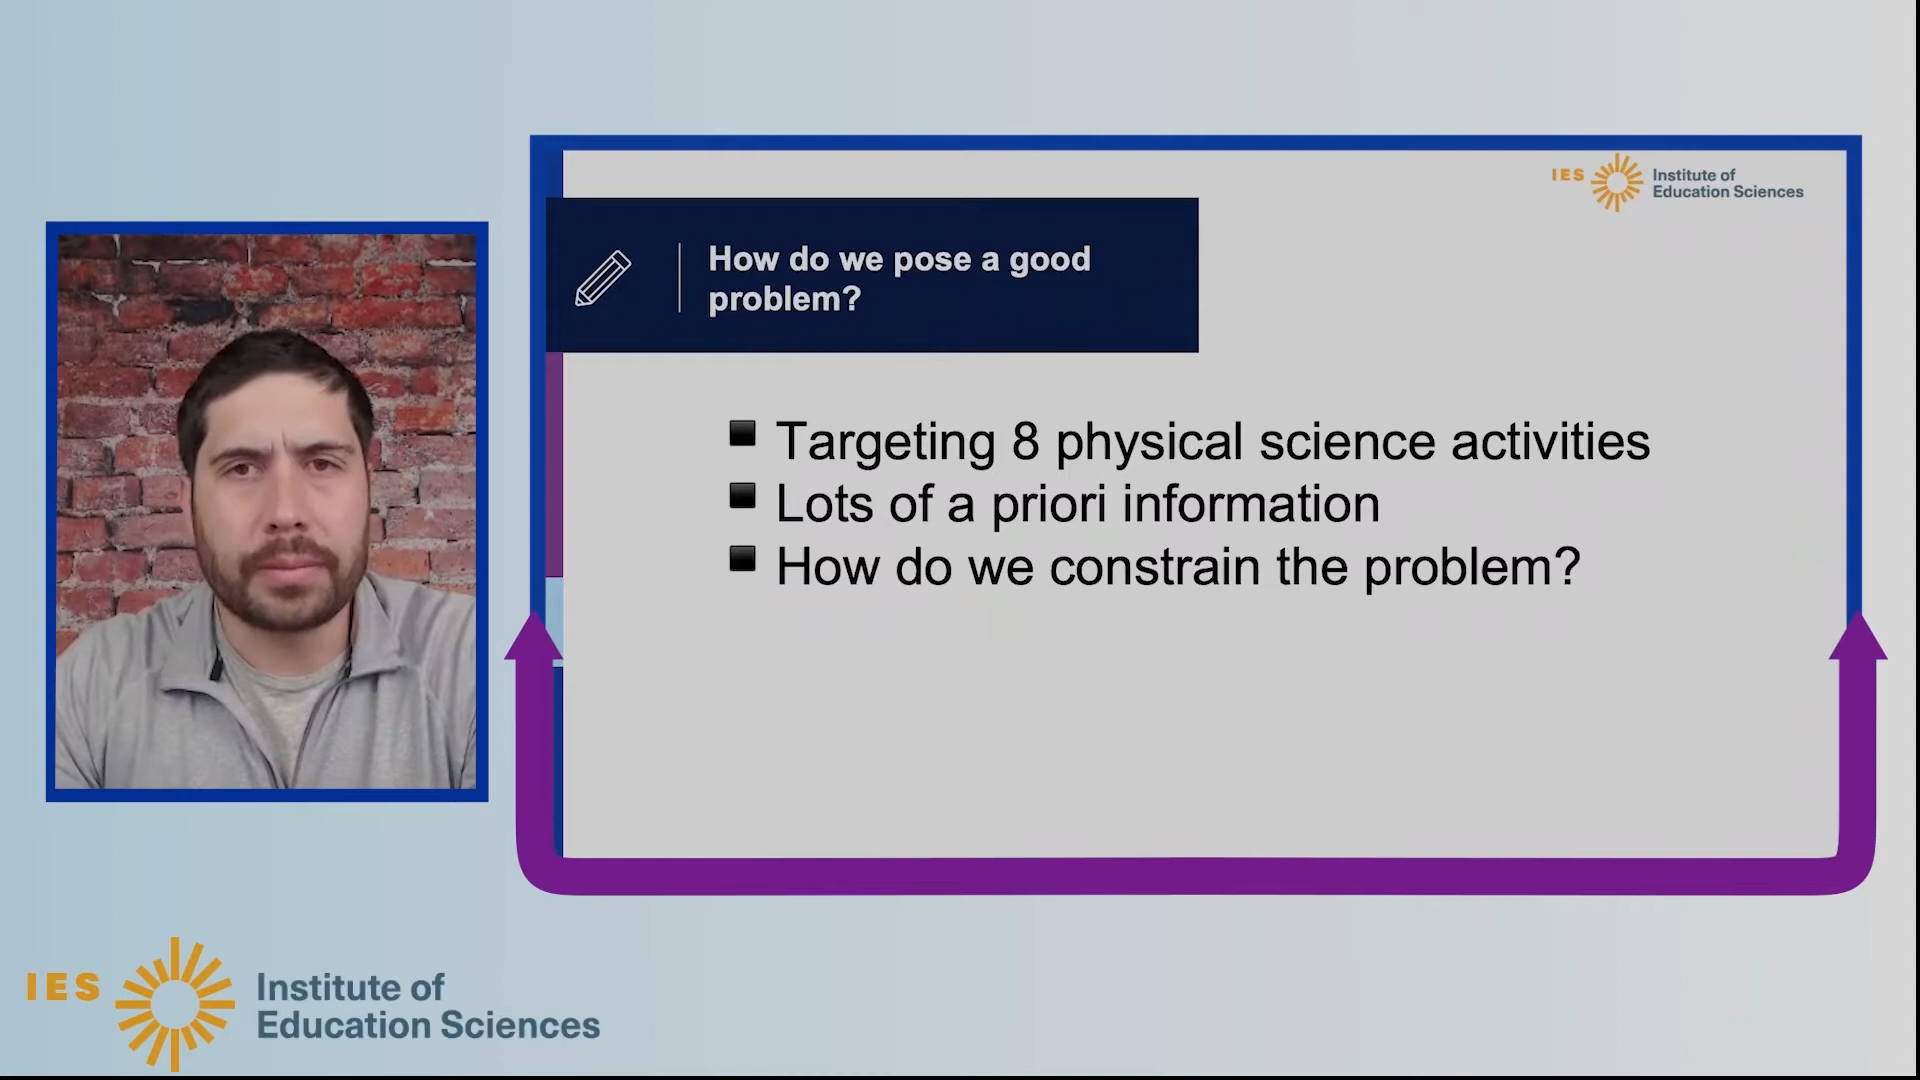 IES Institute of
Education Sciences
How do we pose a good
problem?
Targeting 8 physical science activities
Lots of a priori information
How do we constrain the problem?
IES Institute of
Education Sciences